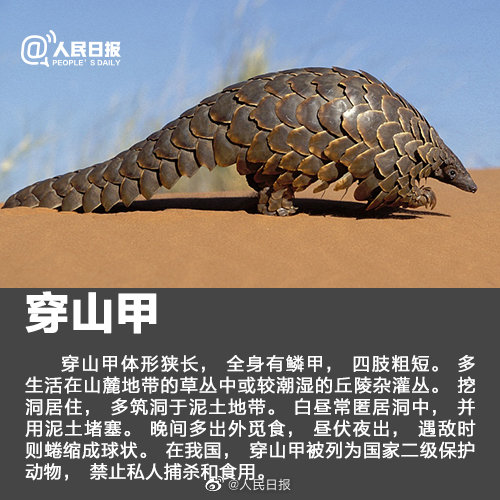 @人民日报
PEOPLE'S DAILY
穿山甲
穿山甲体形狭长， 全身有鳞甲， 四肢粗短。 多
生活在山麓地带的草丛中或较潮湿的丘陵杂灌丛。 挖
洞居住， 多筑洞于泥土地带。 白昼常匿居洞中， 并
用泥土堵塞。 晚间多出外觅食， 昼伏夜出， 遇敌时
则蜷缩成球状。 在我国， 穿山甲被列为国家二级保护
动物， 禁止私人捕杀和食用。
@人民日报